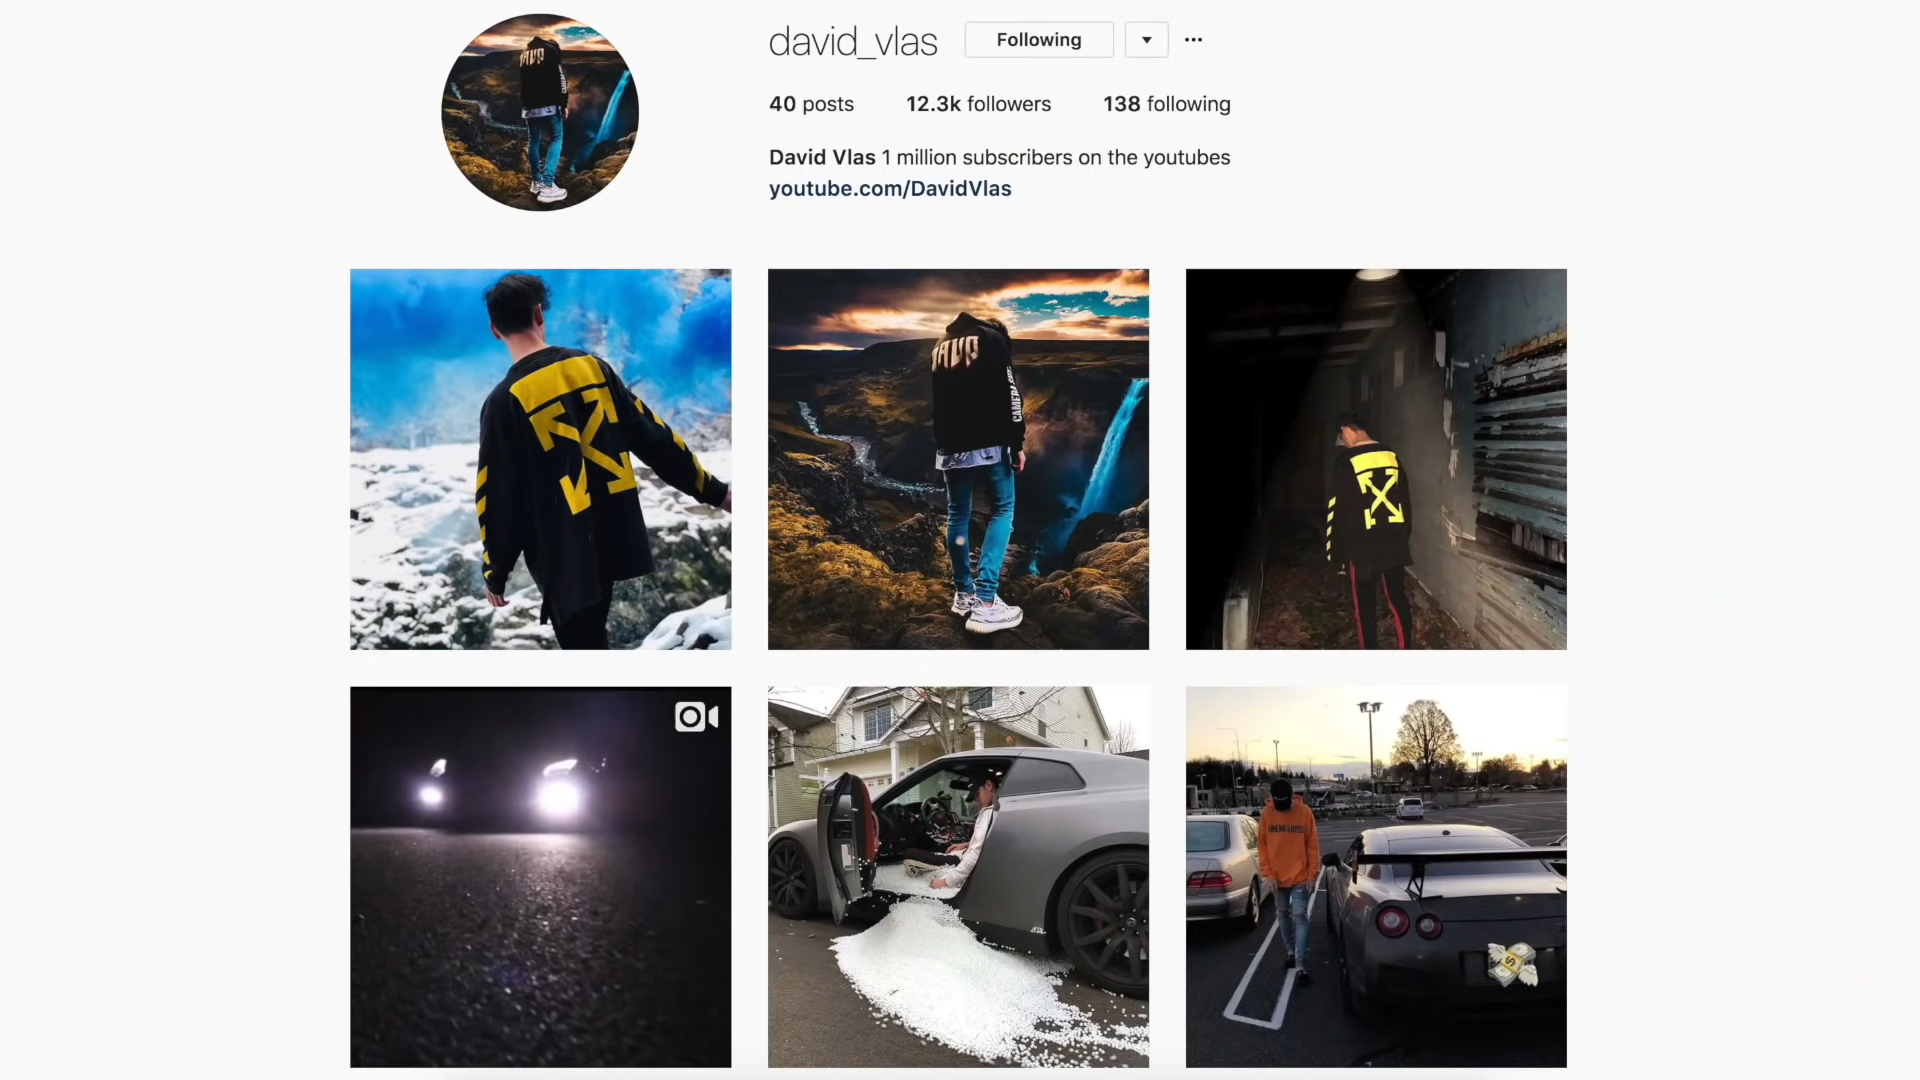 david_vlas Following
40 posts 12.3k followers 138 following
David Vlas 1 million subscribers on the youtubes
youtube.com/DavidVlas
UNEMPLOYED